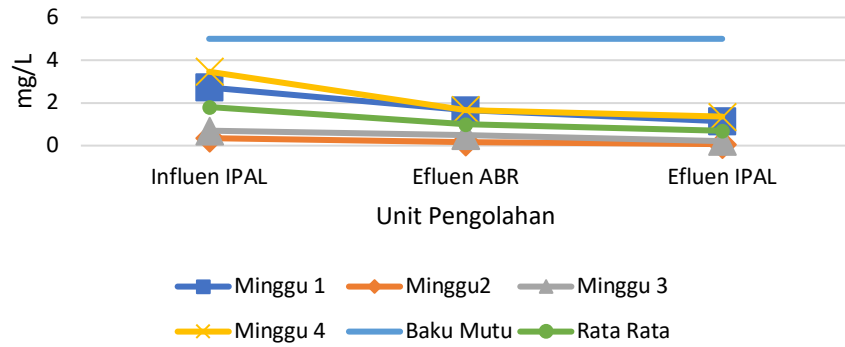 6
4
2
0
mg/L
Influen IPAL Efluen ABR Efluen IPAL
Unit Pengolahan
Minggu 1 Minggu2 Minggu 3
Minggu 4 Baku Mutu Rata Rata